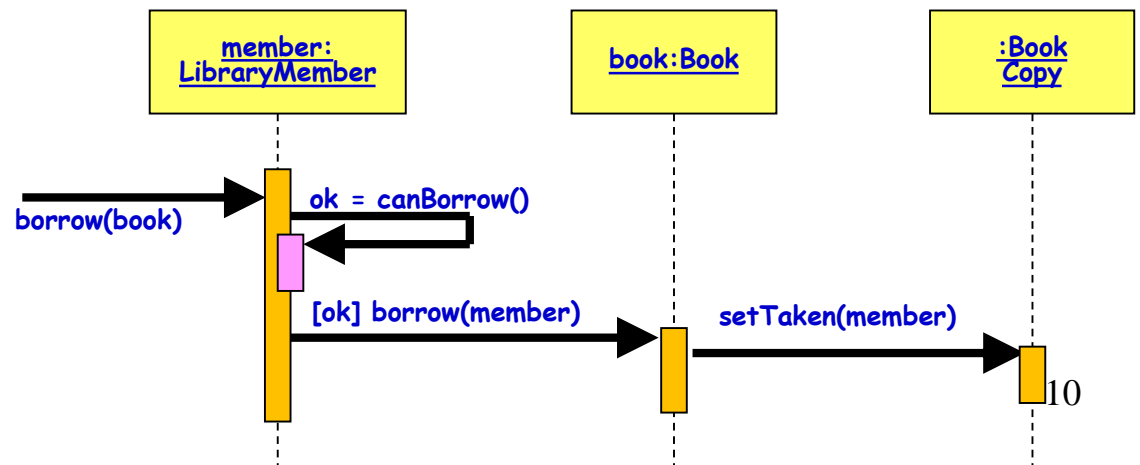 member:
LibraryMember
book:Book
:Book
Copy
borrow(book)
ok = canBorrow()
[ok] borrow(member)
setTaken(member)
10